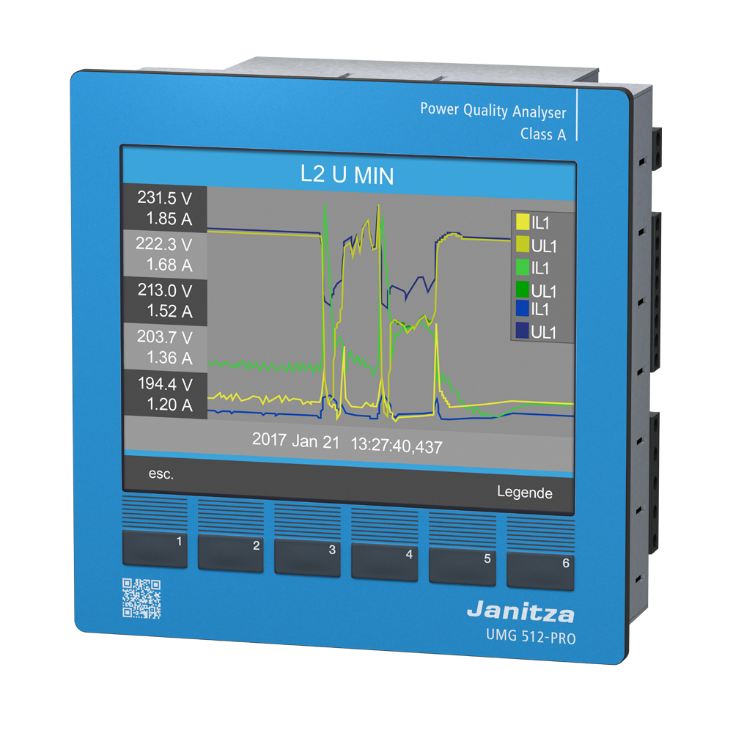 Power Quality Analyser
Class A
L2 U MIN
231.5 V
1.85 A
222.3 V
1.68 A
213.0 V
1.52 A
203.7 V
1.36 A
194.4 V
1.20 A
IL1
UL1
IL1
UL1
IL1
UL1
2017 Jan 21 13:27:40,437
esc.
Legende
1
2
3
4
5
6
Janitza
UMG 512-PRO